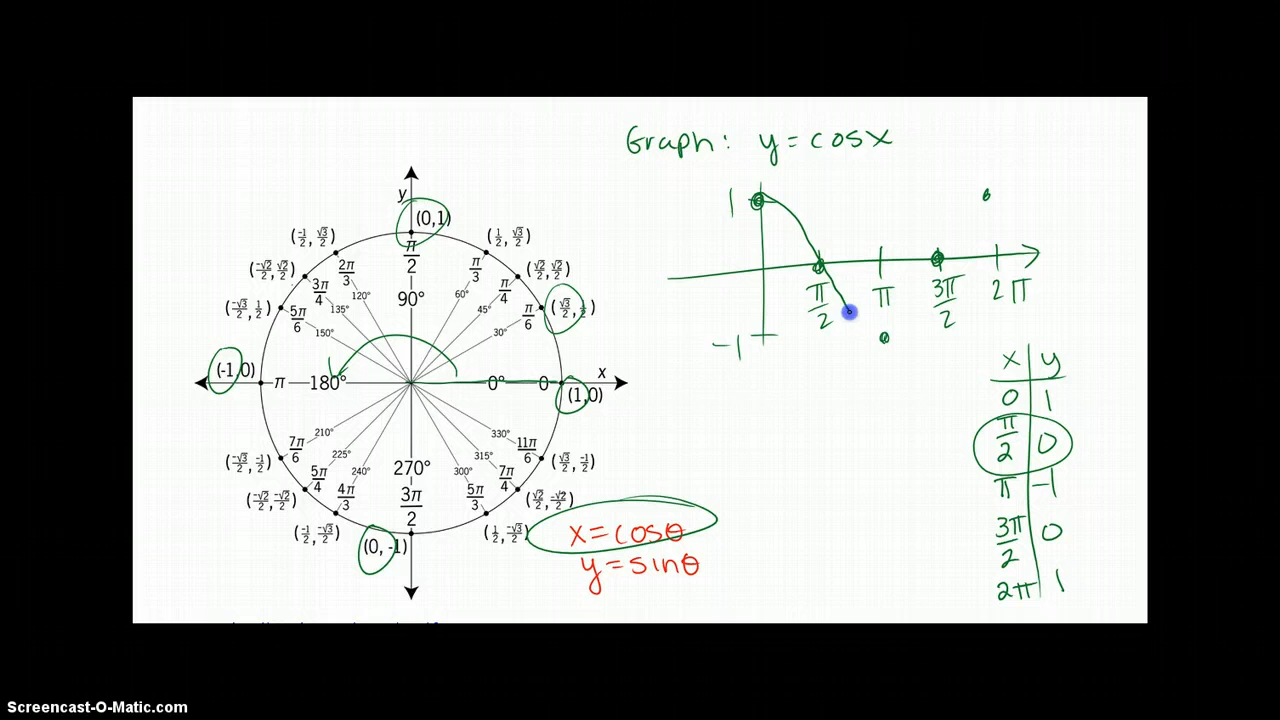 Graph: y = cosx
y
(0,1)
(-1/2, √3/2)
(1/2, √3/2)
(-√2/2, √2/2)
(√2/2, √2/2)
(-√3/2, 1/2)
(√3/2, 1/2)
π/2
2π/3
π/3
3π/4
π/4
5π/6
π/6
90°
120°
60°
135°
45°
150°
30°
(-1,0)
π
180°
0°
0
x
(1,0)
210°
330°
7π/6
11π/6
225°
315°
(-√3/2, -1/2)
(√3/2, -1/2)
240°
270°
300°
5π/4
7π/4
4π/3
3π/2
5π/3
(-√2/2, -√2/2)
(√2/2, -√2/2)
(-1/2, -√3/2)
(0, -1)
(1/2, -√3/2)
x=cosθ
y=sinθ
1
π/2
π
3π/2
2π
-1
x y
0 1
π/2 0
π -1
3π/2 0
2π 1
Screencast-O-Matic.com